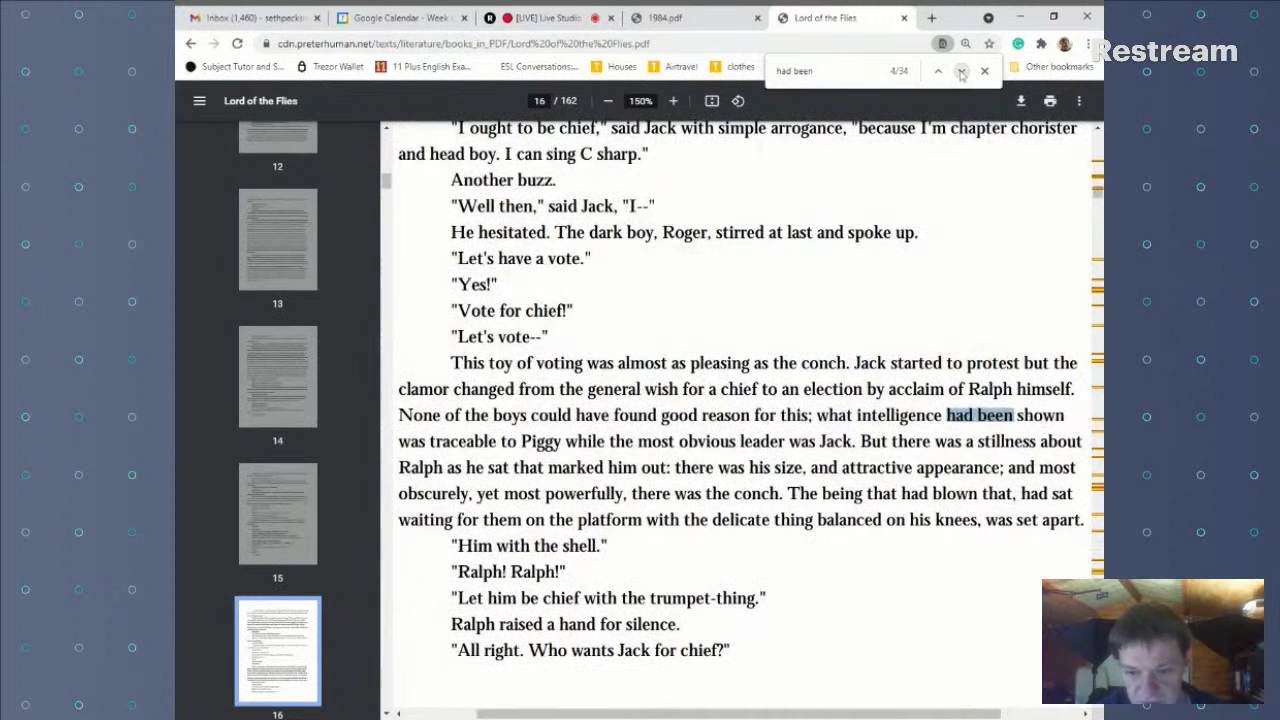 Inbox (1,460) - sethpeck
Google Calendar - Week
[LIVE] Live Studio
1984.pdf
Lord of the Flies
cdn.preterhuman.net/texts/literature/books_in_PDF/Lord%20of%20the%20Flies.pdf
Restream
Subject Tutor and S...
Trezor Wallet
11 Plus English Exa...
ESL Conversations:...
Houses
Airtravel
clothes
had been
4/34
Other bookmarks
Lord of the Flies
16 / 162
150%
12
13
14
15
16
"I ought to be chief," said Jack with simple arrogance, "because I'm chapter chorister
and head boy. I can sing C sharp."
Another buzz.
"Well then," said Jack, "I--"
He hesitated. The dark boy, Roger, stirred at last and spoke up.
"Let's have a vote."
"Yes!"
"Vote for chief!"
"Let's vote--"
This toy of voting was almost as pleasing as the conch. Jack started to protest but the
clamor changed from the general wish for a chief to an election by acclaim of Ralph himself.
None of the boys could have found good reason for this; what intelligence had been shown
was traceable to Piggy while the most obvious leader was Jack. But there was a stillness about
Ralph as he sat that marked him out: there was his size, and attractive appearance; and most
obscurely, yet most powerfully, there was the conch. The being that had blown that, had sat
waiting for them on the platform with the delicate thing balanced on his knees, was set apart.
"Him with the shell."
"Ralph! Ralph!"
"Let him be chief with the trumpet-thing."
Ralph raised a hand for silence.
"All right. Who wants Jack for chief?"